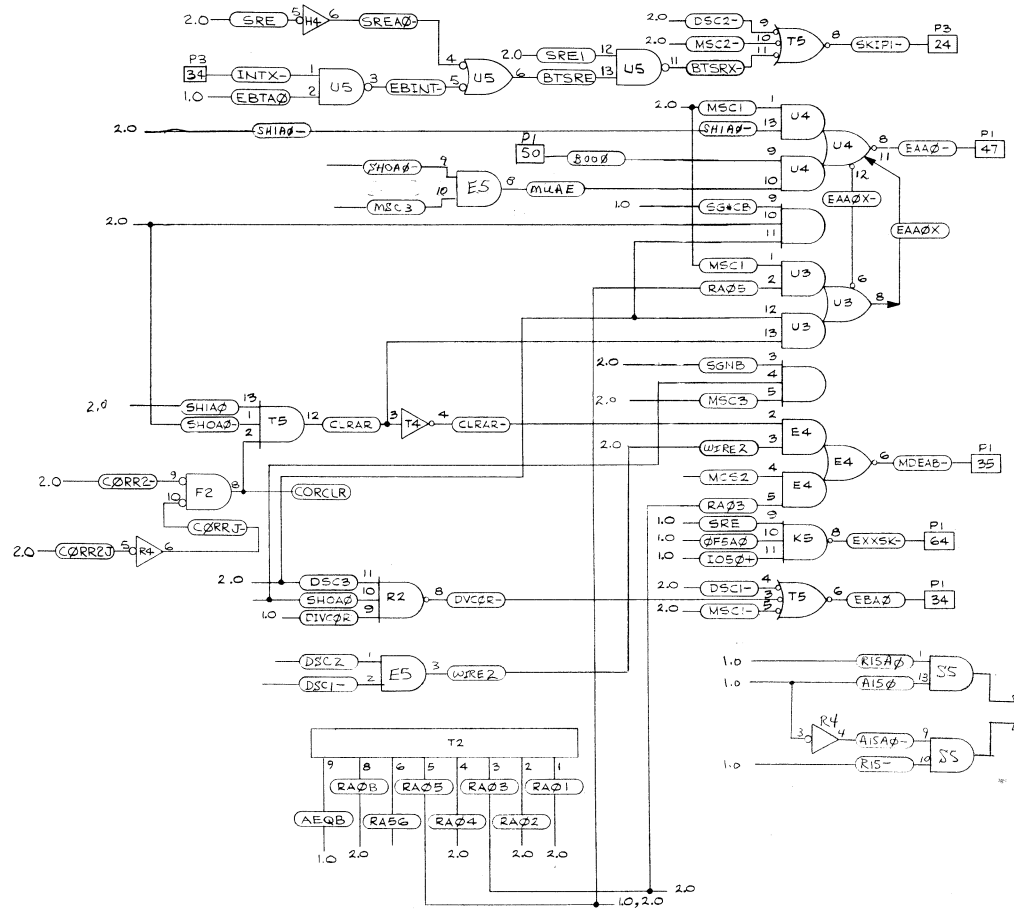 2.0 SRE 5 H4 6 SREAØ-
2.0 DSC2- 9
2.0 MSC2- 10
11 T5 8 SKIP1- P3 24
4 5 U5 6 BTSRE
2.0 SRE1 12
13 U5 11 BTSRX-
P3 34 INTX- 1
1.0 EBTAØ 2
U5 3 EBINT-
2.0 MSC1 1
2.0 SHIAØ- SHIAØ- 13 U4
P1 50 B00Ø 9
U4 8 11 12 EAAØ- P1 47
SHOAØ- 9
MSC3 10
E5 8 MUAE 10 U4
EAAØX-
EAAØX
1.0 SG*CB 9
2.0 10
11
MSC1 1
RAØ5 2
U3
6
U3 8
12
13
U3
2.0 SGNB 3
4
2.0 MSC3 5
2.0 SHIAØ 13
SHOAØ- 1
2
T5 12 CLRAR 3 T4 4 CLRAR- 2
2.0 WIRE2 3
E4
E4 6 MDEAB- P1 35
MCS2 4
RAØ3 5
E4
2.0 CØRR2- 9
10 F2 8 CORCLR
CØRRJ-
2.0 CØRR2J 5 R4 6
1.0 SRE 9
1.0 ØF5AØ 10
1.0 IO5Ø+ 11
K5 8 EXXSK- P1 64
2.0 DSC3 11
SHOAØ 10
1.0 DIVCØR 9
R2 8 DVCØR-
2.0 DSC1- 4
3
2.0 MSC1- 5
T5 6 EBAØ P1 34
DSC2 1
DSC1- 2
E5 3 WIRE2
1.0 R15AØ 1
1.0 A15Ø 13
S5
3 R4 4 A15AØ- 9
1.0 R15- 10
S5
T2
9 8 6 5 4 3 2 1
RAØB RAØ5 RAØ3 RAØ1
AEQB RA56 RAØ4 RAØ2
1.0 2.0 2.0 2.0 2.0
2.0
1.0, 2.0